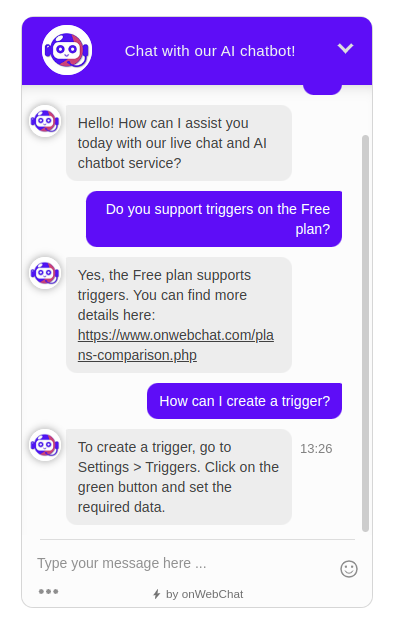 Chat with our AI chatbot!
Hello! How can I assist you
today with our live chat and AI
chatbot service?
Do you support triggers on the Free
plan?
Yes, the Free plan supports
triggers. You can find more
details here:
https://www.onwebchat.com/pla
ns-comparison.php
How can I create a trigger?
To create a trigger, go to
Settings > Triggers. Click on the
green button and set the
required data.
13:26
Type your message here ...
by onWebChat